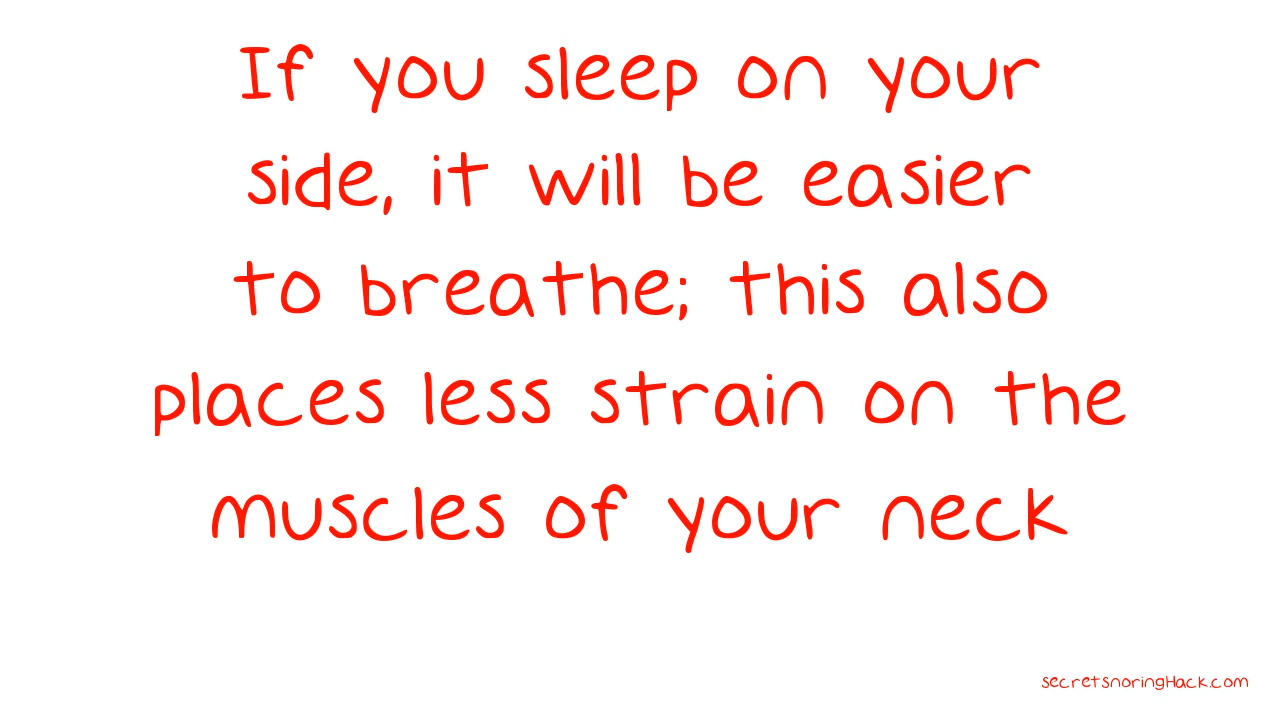 If you sleep on your
side, it will be easier
to breathe; this also
places less strain on the
muscles of your neck
secretsnoringHack.com